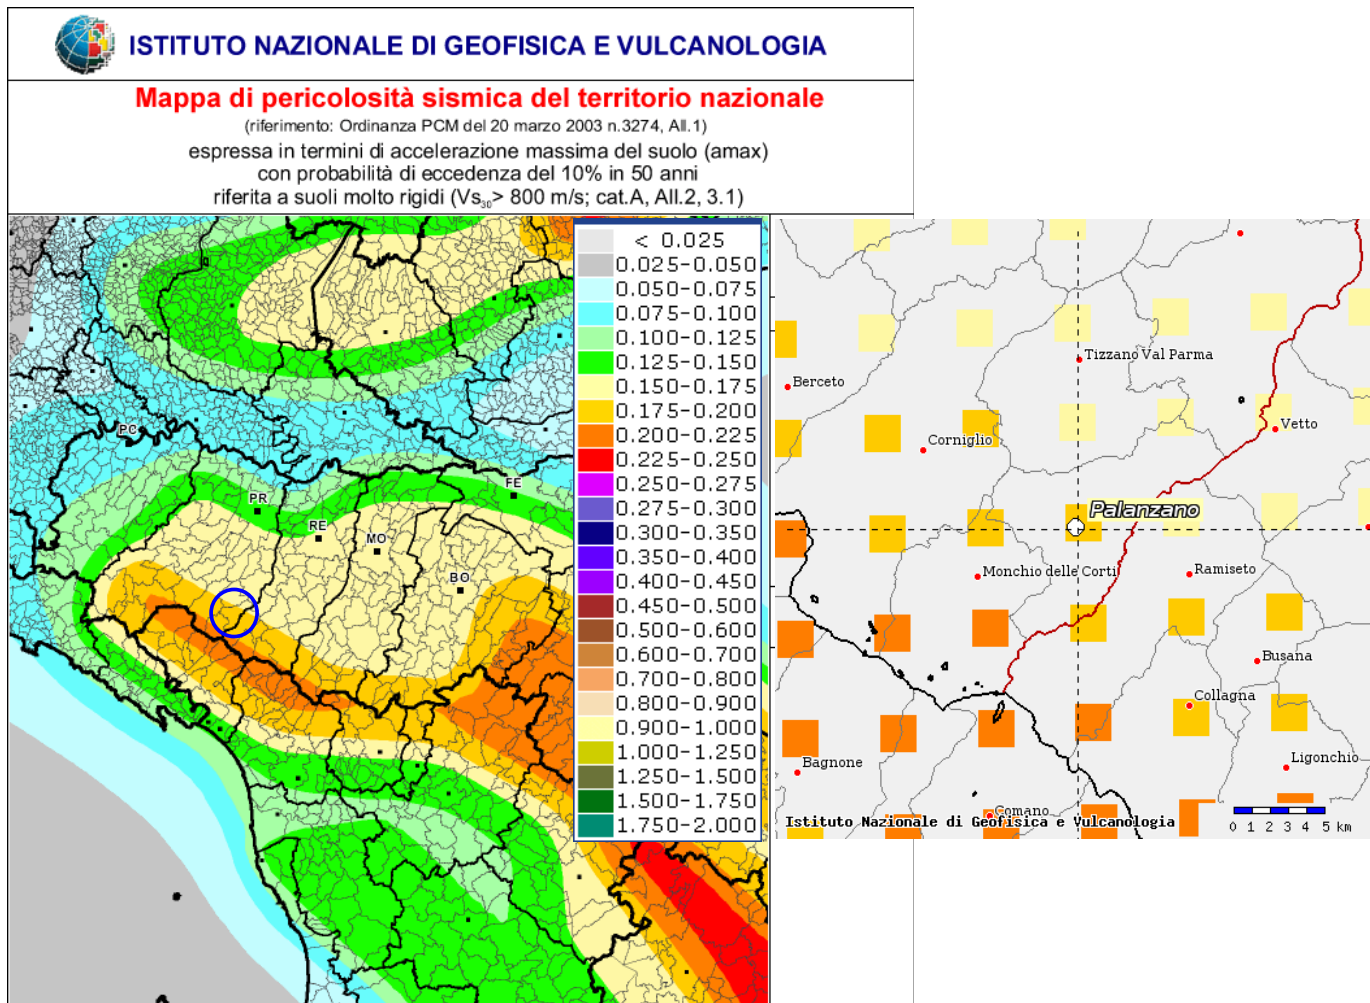 ISTITUTO NAZIONALE DI GEOFISICA E VULCANOLOGIA
Mappa di pericolosità sismica del territorio nazionale
(riferimento: Ordinanza PCM del 20 marzo 2003 n.3274, All.1)
espressa in termini di accelerazione massima del suolo (amax)
con probabilità di eccedenza del 10% in 50 anni
riferita a suoli molto rigidi (Vs₃₀> 800 m/s; cat.A, All.2, 3.1)
PC
PR
RE
MO
FE
BO
< 0.025
0.025-0.050
0.050-0.075
0.075-0.100
0.100-0.125
0.125-0.150
0.150-0.175
0.175-0.200
0.200-0.225
0.225-0.250
0.250-0.275
0.275-0.300
0.300-0.350
0.350-0.400
0.400-0.450
0.450-0.500
0.500-0.600
0.600-0.700
0.700-0.800
0.800-0.900
0.900-1.000
1.000-1.250
1.250-1.500
1.500-1.750
1.750-2.000
Tizzano Val Parma
Berceto
Vetto
Corniglio
Palanzano
Monchio delle Corti
Ramiseto
Busana
Collagna
Ligonchio
Bagnone
Comano
Istituto Nazionale di Geofisica e Vulcanologia
0 1 2 3 4 5 km